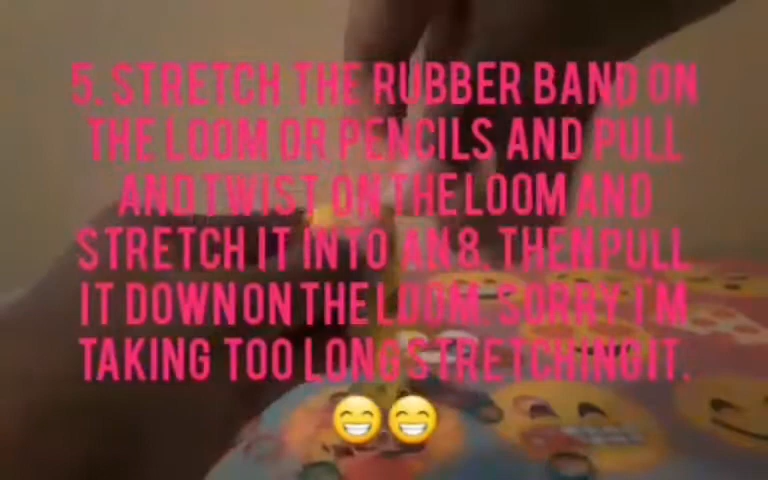 5. STRETCH THE RUBBER BAND ON
THE LOOM OR PENCILS AND PULL
AND TWIST ON THE LOOM AND
STRETCH IT INTO AN 8. THEN PULL
IT DOWN ON THE LOOM. SORRY I'M
TAKING TOO LONG STRETCHING IT.
😁😁